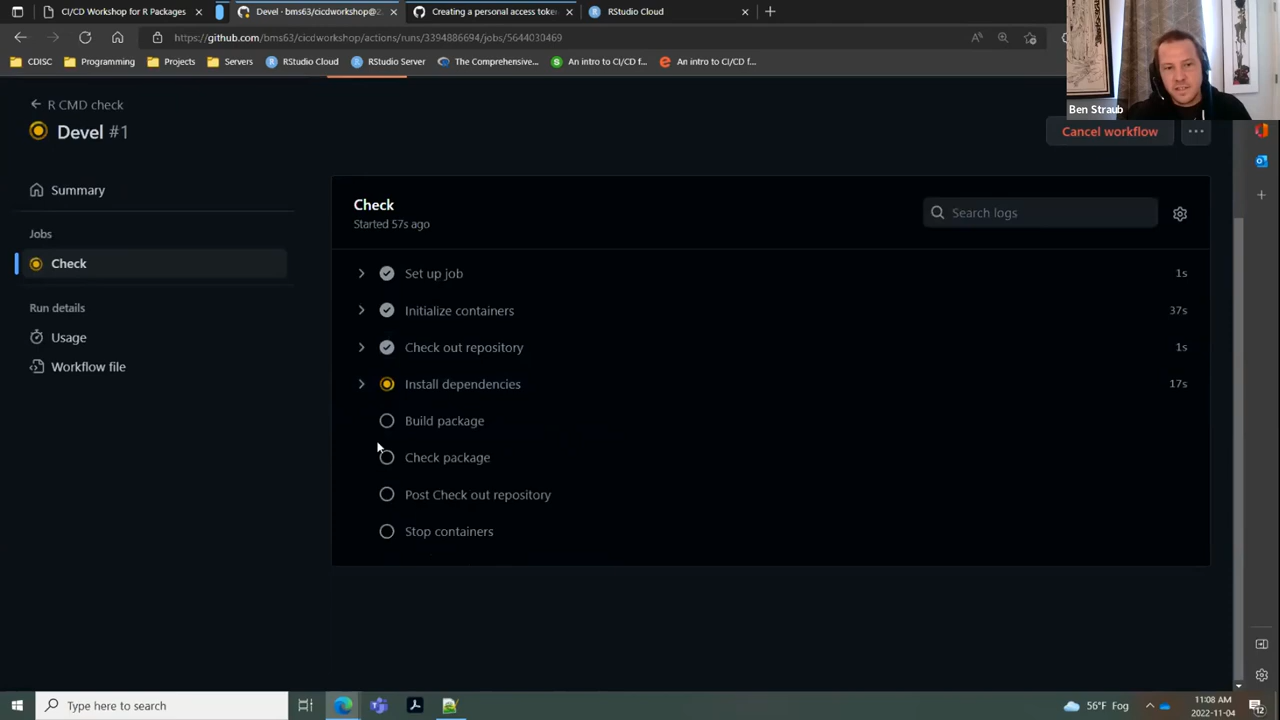 CI/CD Workshop for R Packages
Devel · bms63/cicdworkshop@2
Creating a personal access toke
RStudio Cloud
https://github.com/bms63/cicdworkshop/actions/runs/3394886694/jobs/5644030469
CDISC
Programming
Projects
Servers
RStudio Cloud
RStudio Server
The Comprehensive...
An intro to CI/CD f...
An intro to CI/CD f...
Ben Straub
R CMD check
Devel #1
Cancel workflow
Summary
Jobs
Check
Run details
Usage
Workflow file
Check
Started 57s ago
Search logs
Set up job 1s
Initialize containers 37s
Check out repository 1s
Install dependencies 17s
Build package
Check package
Post Check out repository
Stop containers
Type here to search
56°F Fog
11:08 AM
2022-11-04
12